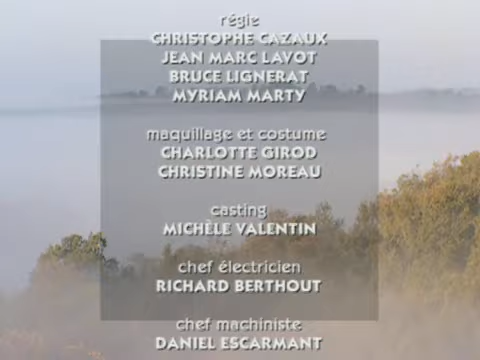 régie
CHRISTOPHE CAZAUX
JEAN MARC LAVOT
BRUCE LIGNERAT
MYRIAM MARTY
maquillage et costume
CHARLOTTE GIROD
CHRISTINE MOREAU
casting
MICHÈLE VALENTIN
chef électricien
RICHARD BERTHOUT
chef machiniste
DANIEL ESCARMANT